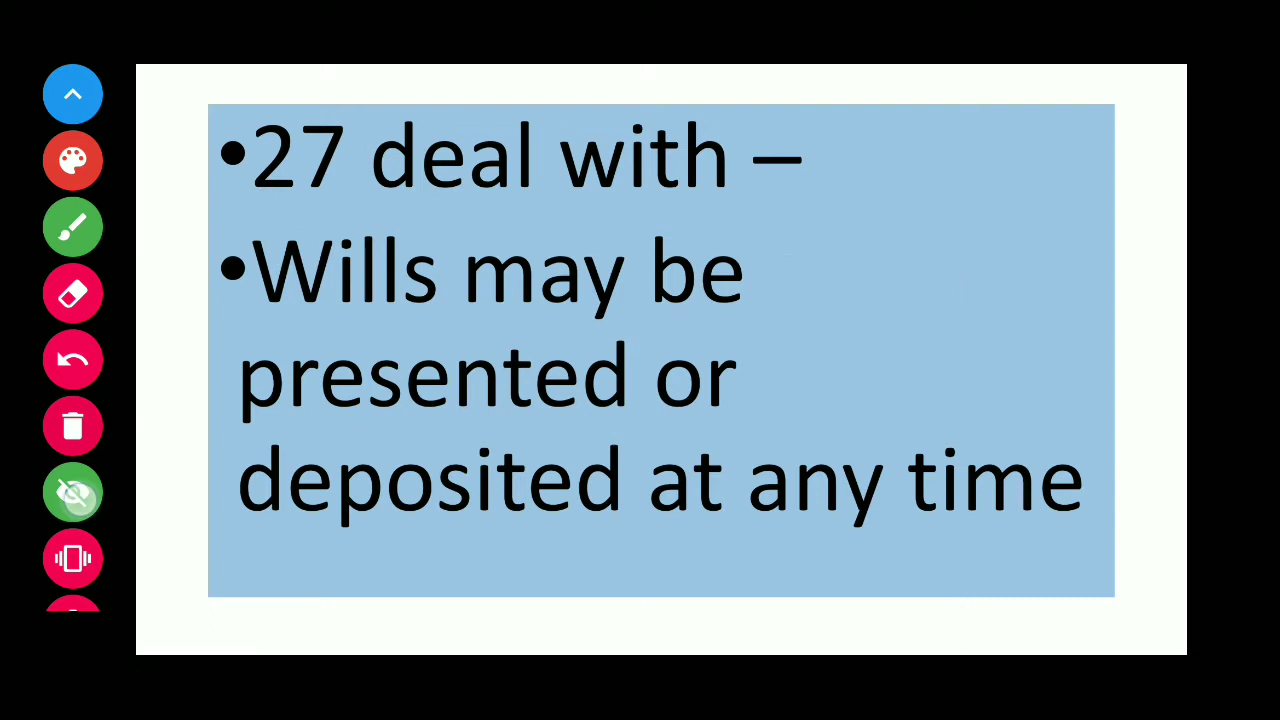 •27 deal with –
•Wills may be
presented or
deposited at any time